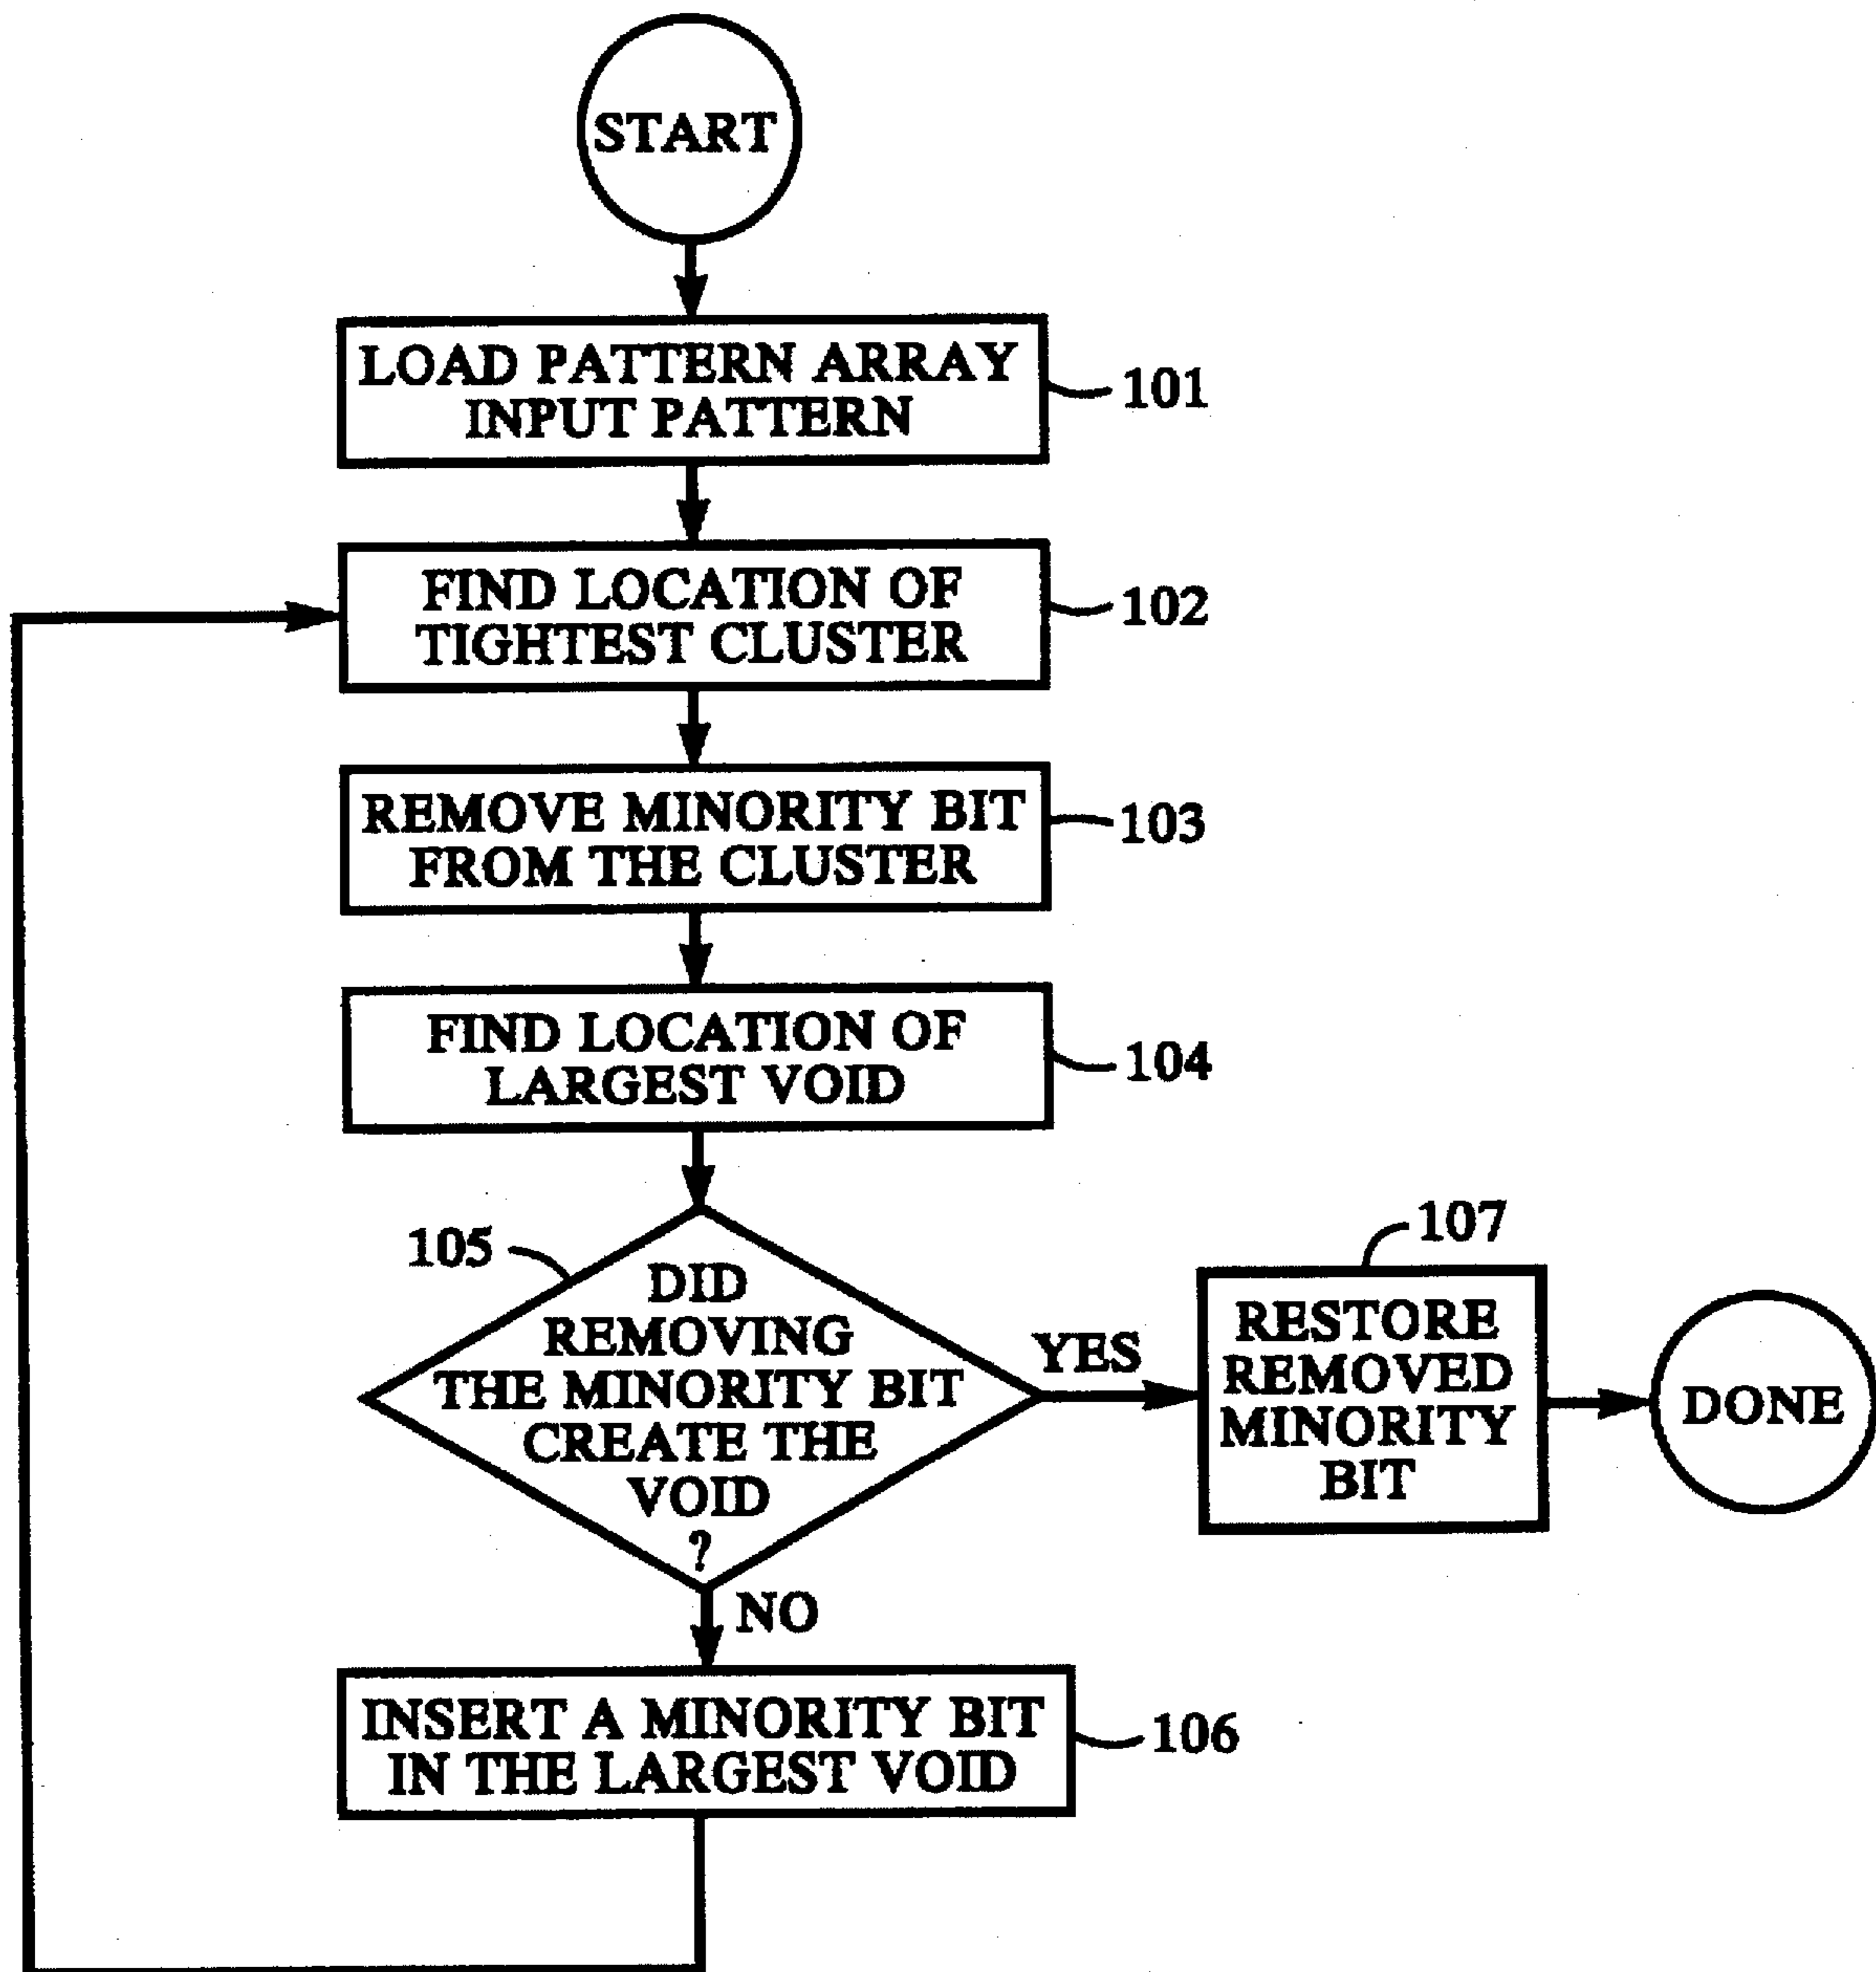 START
LOAD PATTERN ARRAY
INPUT PATTERN
101
FIND LOCATION OF
TIGHTEST CLUSTER
102
REMOVE MINORITY BIT
FROM THE CLUSTER
103
FIND LOCATION OF
LARGEST VOID
104
105
DID
REMOVING
THE MINORITY BIT
CREATE THE
VOID
?
YES
107
RESTORE
REMOVED
MINORITY
BIT
DONE
NO
INSERT A MINORITY BIT
IN THE LARGEST VOID
106